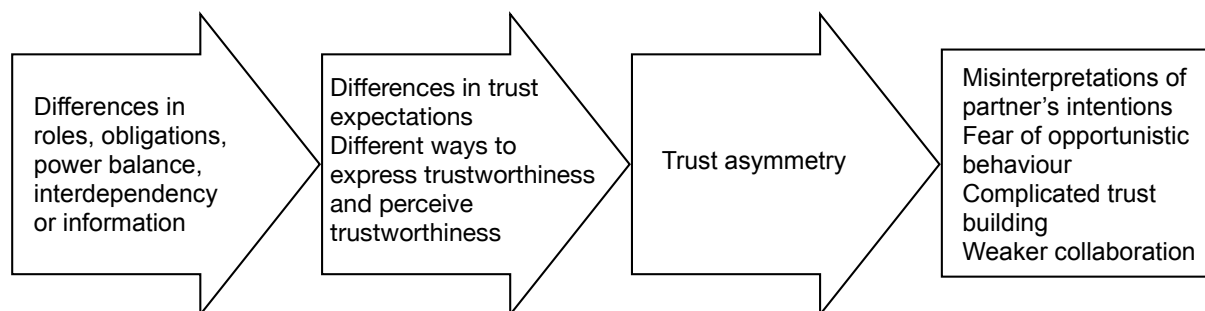 Differences in
roles, obligations,
power balance,
interdependency
or information
Differences in trust
expectations
Different ways to
express trustworthiness
and perceive
trustworthiness
Trust asymmetry
Misinterpretations of
partner’s intentions
Fear of opportunistic
behaviour
Complicated trust
building
Weaker collaboration